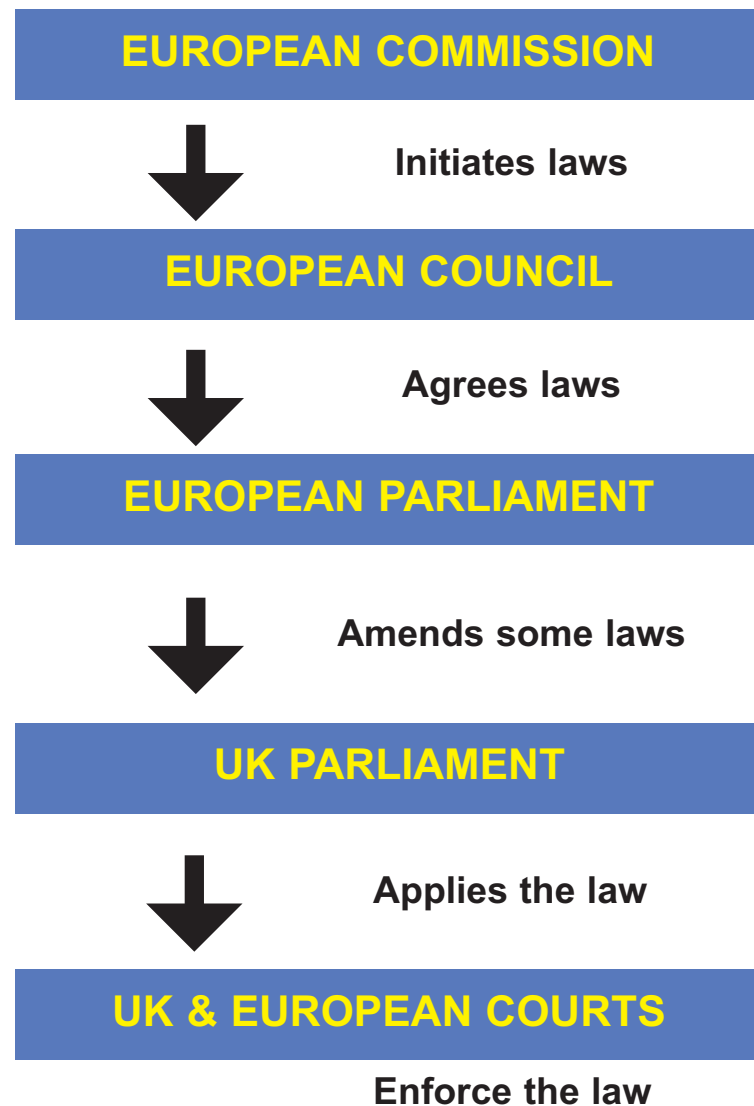 EUROPEAN COMMISSION
Initiates laws
EUROPEAN COUNCIL
Agrees laws
EUROPEAN PARLIAMENT
Amends some laws
UK PARLIAMENT
Applies the law
UK & EUROPEAN COURTS
Enforce the law